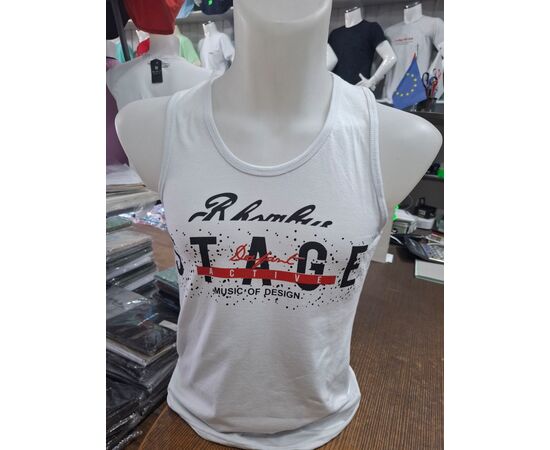 Rhombus
STAGE
ACTIVE
MUSIC OF DESIGN